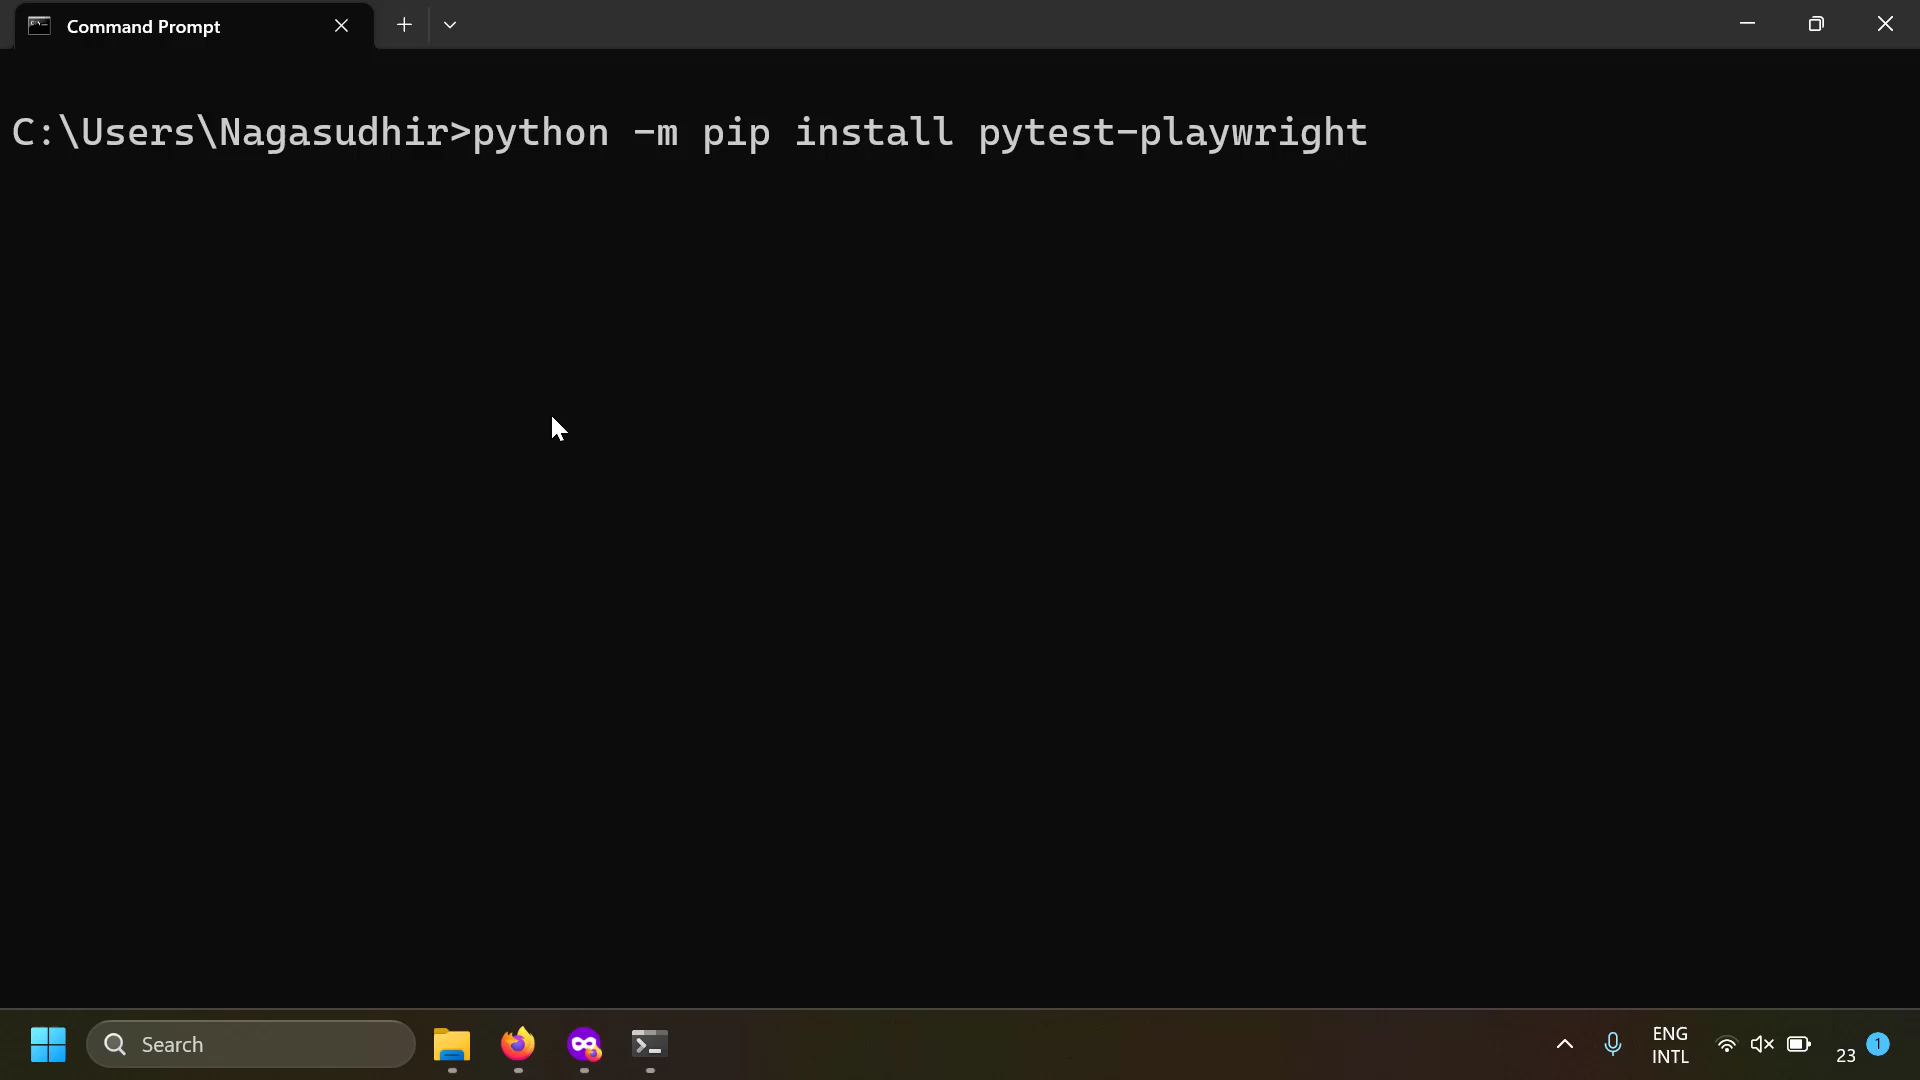 Command Prompt
C:\Users\Nagasudhir>python -m pip install pytest-playwright
Search
ENG
INTL
23
1